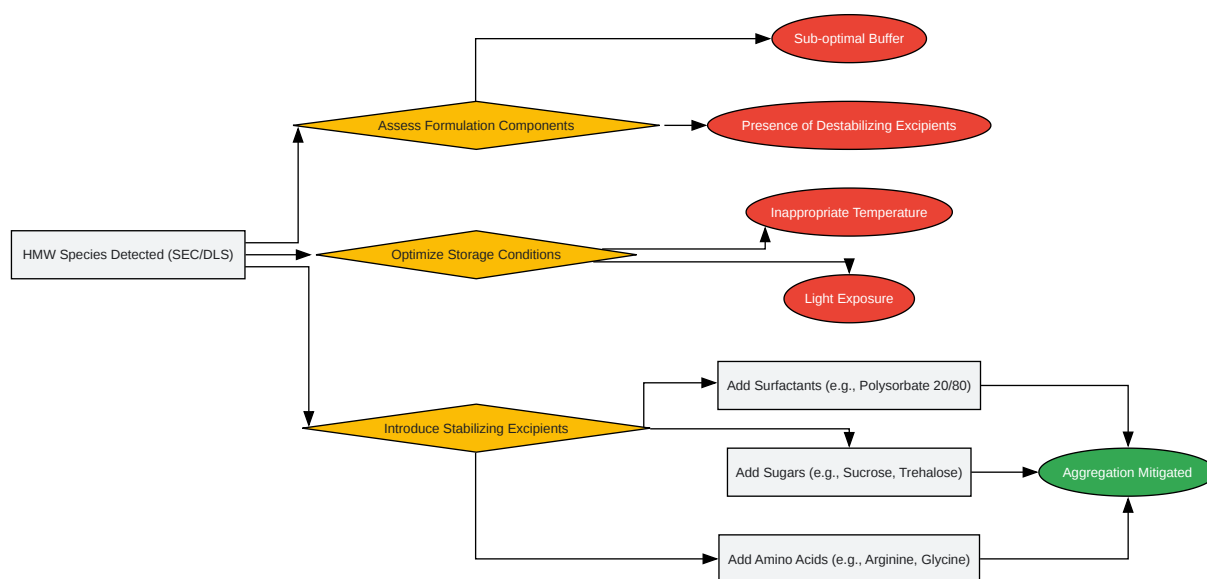 Sub-optimal Buffer
Assess Formulation Components
Presence of Destabilizing Excipients
Inappropriate Temperature
HMW Species Detected (SEC/DLS)
Optimize Storage Conditions
Light Exposure
Add Surfactants (e.g., Polysorbate 20/80)
Introduce Stabilizing Excipients
Add Sugars (e.g., Sucrose, Trehalose)
Aggregation Mitigated
Add Amino Acids (e.g., Arginine, Glycine)